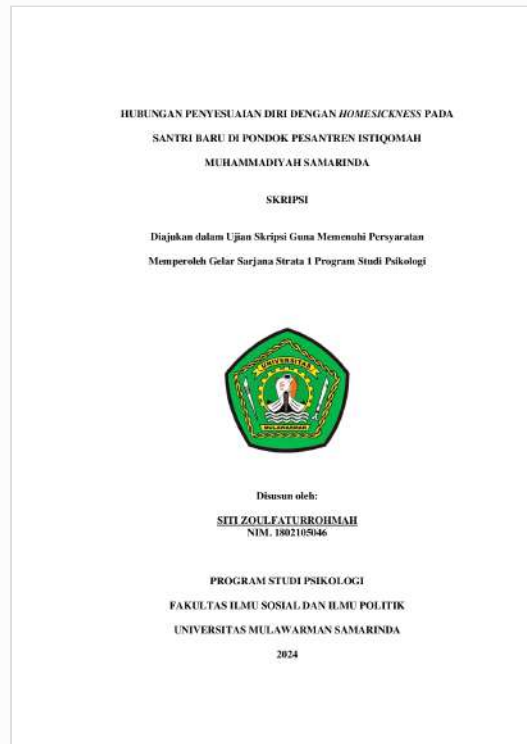 HUBUNGAN PENYESUAIAN DIRI DENGAN HOMESICKNESS PADA
SANTRI BARU DI PONDOK PESANTREN ISTIQOMAH
MUHAMMADIYAH SAMARINDA
SKRIPSI
Diajukan dalam Ujian Skripsi Guna Memenuhi Persyaratan
Memperoleh Gelar Sarjana Strata 1 Program Studi Psikologi
UNIVERSITAS
MULAWARMAN
Disusun oleh:
SITI ZOULFATURROHMAH
NIM. 1802105046
PROGRAM STUDI PSIKOLOGI
FAKULTAS ILMU SOSIAL DAN ILMU POLITIK
UNIVERSITAS MULAWARMAN SAMARINDA
2024